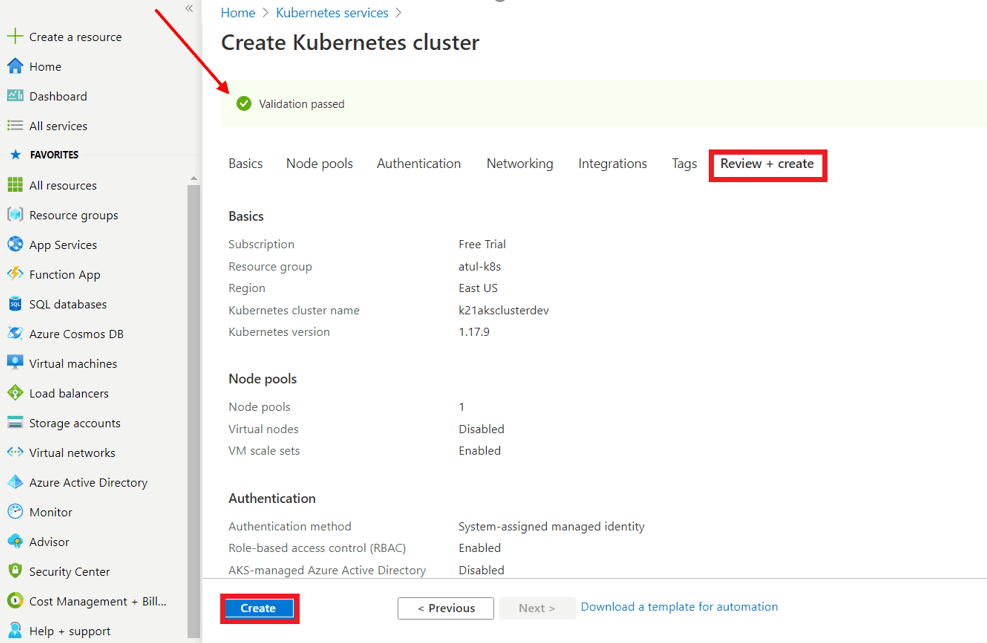 «
Create a resource
Home
Dashboard
All services
FAVORITES
All resources
Resource groups
App Services
Function App
SQL databases
Azure Cosmos DB
Virtual machines
Load balancers
Storage accounts
Virtual networks
Azure Active Directory
Monitor
Advisor
Security Center
Cost Management + Bill...
Help + support
Home > Kubernetes services >
Create Kubernetes cluster
Validation passed
Basics Node pools Authentication Networking Integrations Tags Review + create
Basics
Subscription Free Trial
Resource group atul-k8s
Region East US
Kubernetes cluster name k21aksclusterdev
Kubernetes version 1.17.9
Node pools
Node pools 1
Virtual nodes Disabled
VM scale sets Enabled
Authentication
Authentication method System-assigned managed identity
Role-based access control (RBAC) Enabled
AKS-managed Azure Active Directory Disabled
Create < Previous Next > Download a template for automation